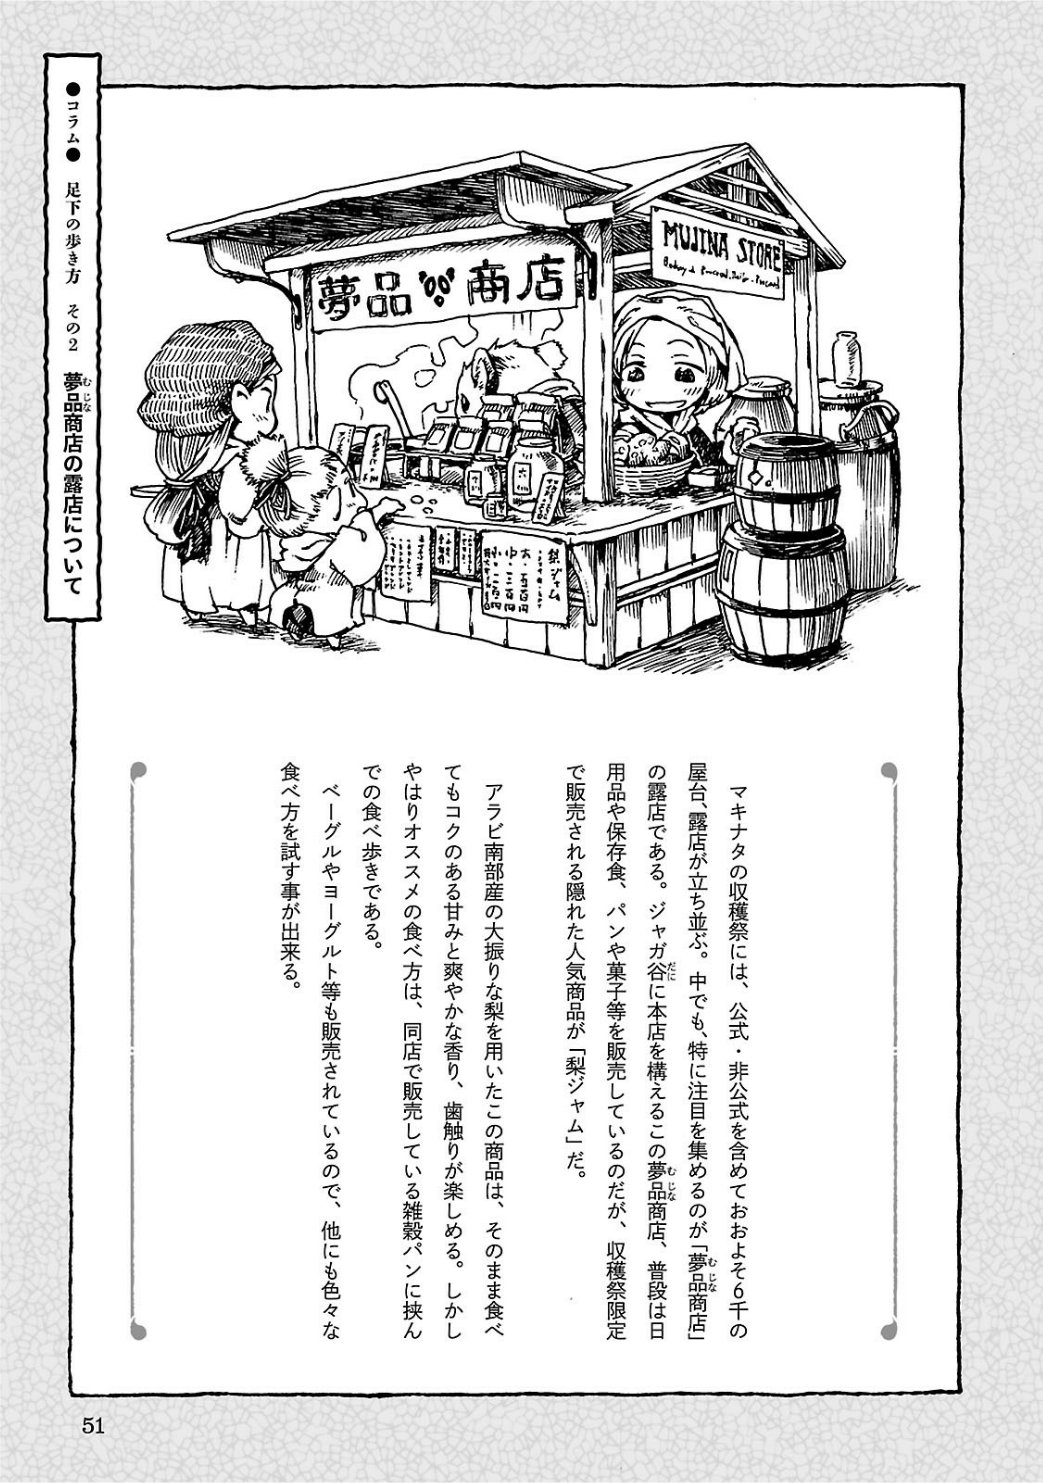 ●コラム● 足下の歩き方 その2 夢品商店の露店について
むじな
夢品商店
MUJINA STORE
梨ジャム
マキナタの収穫祭には、公式・非公式を含めておおよそ6千の
屋台、露店が立ち並ぶ。中でも、特に注目を集めるのが「夢品商店」
むじな
の露店である。ジャガ谷に本店を構えるこの夢品商店、普段は日
だに
むじな
用品や保存食、パンや菓子等を販売しているのだが、収穫祭限定
で販売される隠れた人気商品が「梨ジャム」だ。
アラビ南部産の大振りな梨を用いたこの商品は、そのまま食べ
てもコクのある甘みと爽やかな香り、歯触りが楽しめる。しかし
やはりオススメの食べ方は、同店で販売している雑穀パンに挟ん
での食べ歩きである。
ベーグルやヨーグルト等も販売されているので、他にも色々な
食べ方を試す事が出来る。
51